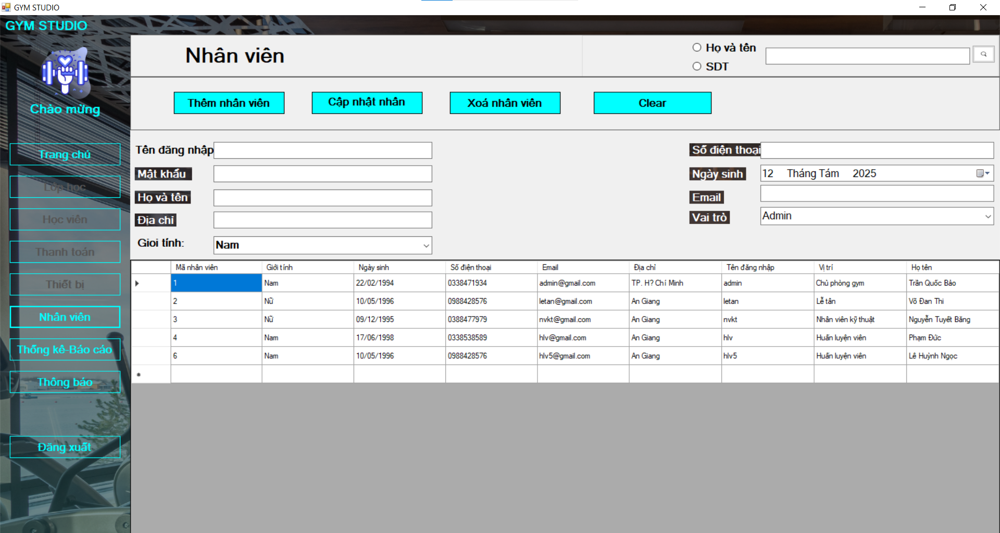 GYM STUDIO
GYM STUDIO
Chào mừng
Trang chủ
Lớp học
Học viên
Thanh toán
Thiết bị
Nhân viên
Thống kê-Báo cáo
Thông báo
Đăng xuất
Nhân viên
Họ và tên
SDT
Thêm nhân viên
Cập nhật nhân
Xoá nhân viên
Clear
Tên đăng nhập
Mật khẩu
Họ và tên
Địa chỉ
Gioi tính:
Nam
Số điện thoại
Ngày sinh
12 Tháng Tám 2025
Email
Vai trò
Admin
Mã nhân viên Giới tính Ngày sinh Số điện thoại Email Địa chỉ Tên đăng nhập Vị trí Họ tên
1 Nam 22/02/1994 0338471934 admin@gmail.com TP. H? Chí Minh admin Chủ phòng gym Trần Quốc Bảo
2 Nữ 10/05/1996 0988428576 letan@gmail.com An Giang letan Lễ tân Võ Đan Thi
3 Nữ 09/12/1995 0388477979 nvkt@gmail.com An Giang nvkt Nhân viên kỹ thuật Nguyễn Tuyết Băng
4 Nam 17/06/1998 0338538589 hlv@gmail.com An Giang hlv Huấn luyện viên Phạm Đức
6 Nam 10/05/1996 0988428576 hlv5@gmail.com An Giang hlv5 Huấn luyện viên Lê Huỳnh Ngọc